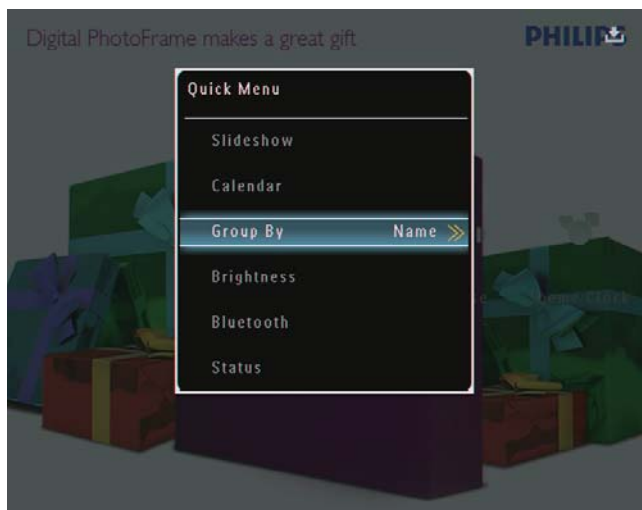 Digital PhotoFrame makes a great gift
PHILIPS
Quick Menu
Slideshow
Calendar
Group By Name
Brightness
Bluetooth
Status